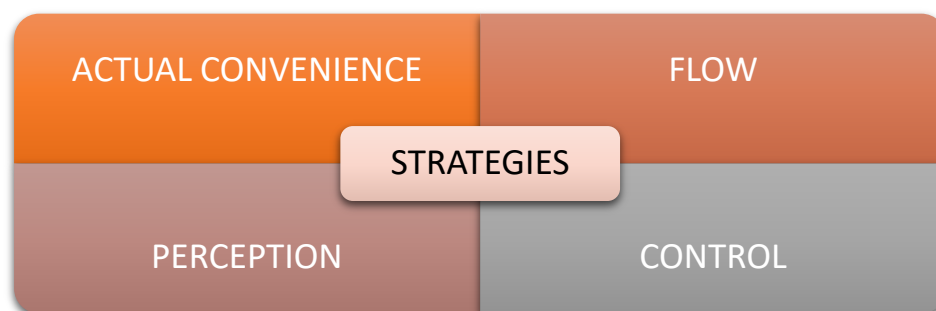 ACTUAL CONVENIENCE
FLOW
STRATEGIES
PERCEPTION
CONTROL